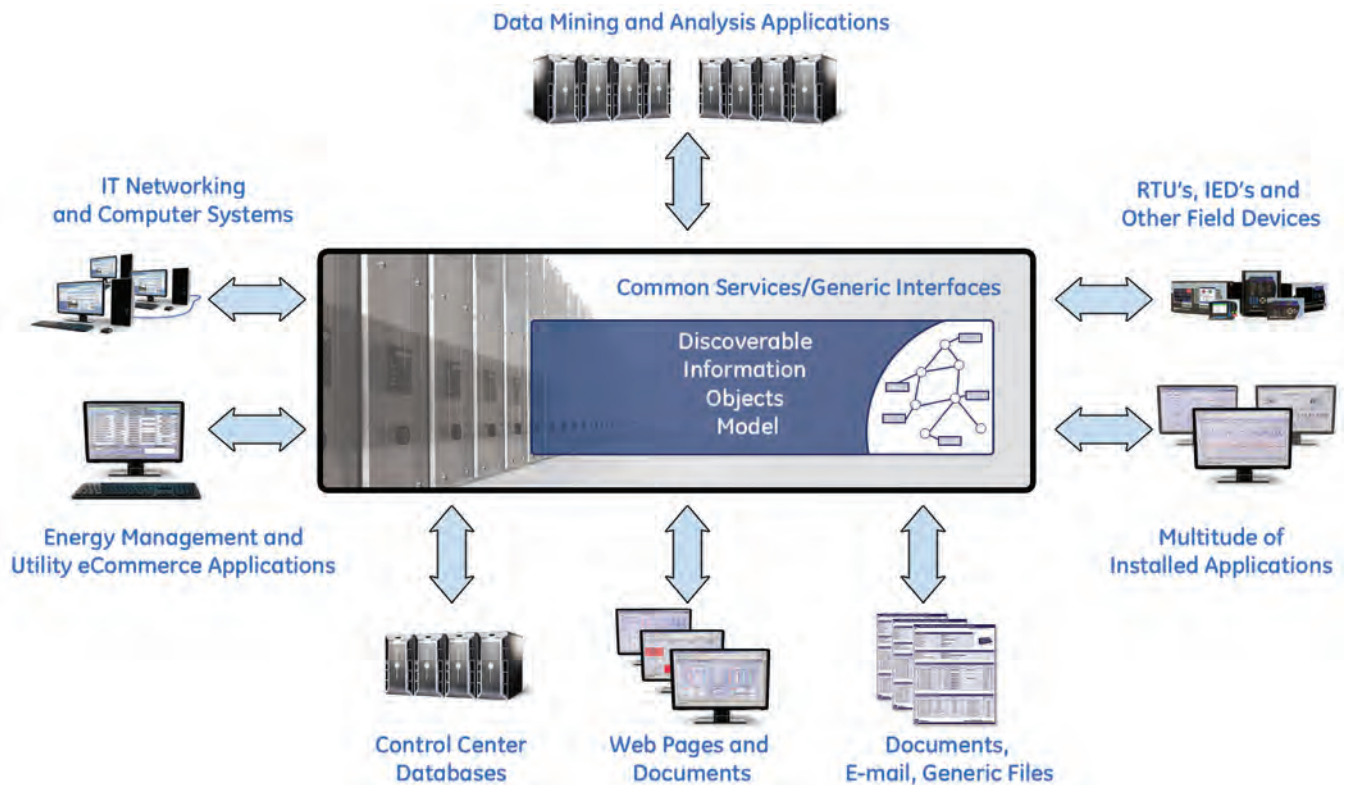 Data Mining and Analysis Applications
IT Networking
and Computer Systems
RTU's, IED's and
Other Field Devices
Common Services/Generic Interfaces
Discoverable
Information
Objects
Model
Energy Management and
Utility eCommerce Applications
Multitude of
Installed Applications
Control Center
Databases
Web Pages and
Documents
Documents,
E-mail, Generic Files